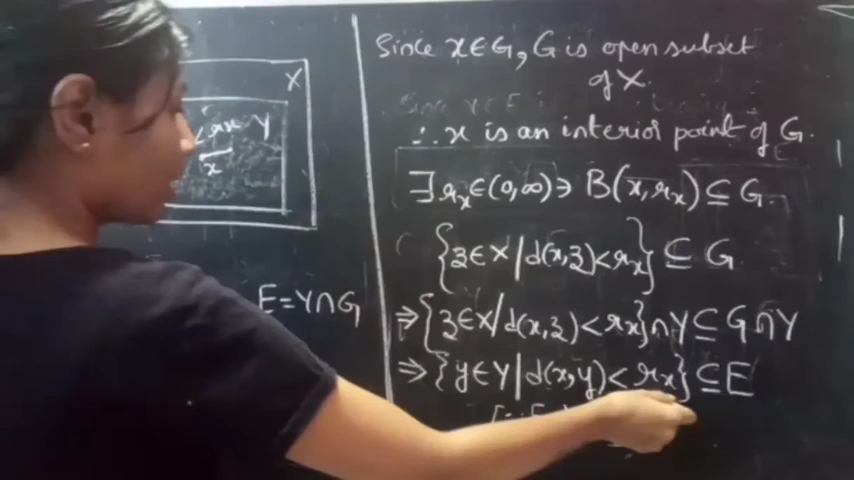 X
Y
x
E=Y∩G
Since x∈G, G is open subset
of X.
∴ x is an interior point of G.
∃ r_x∈(0,∞)∋ B(x,r_x)⊆G.
{z∈X/d(x,z)<r_x}⊆G
⇒{z∈X/d(x,z)<r_x}∩Y⊆G∩Y
⇒{y∈Y/d(x,y)<r_x}⊆E